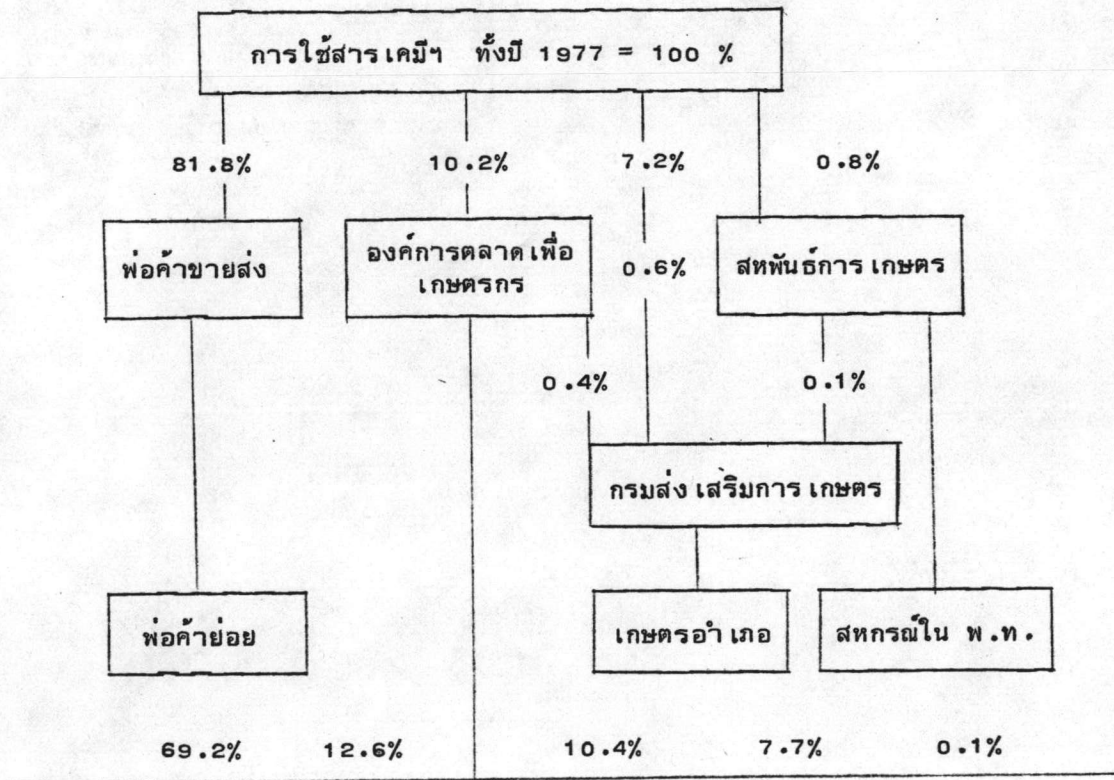 การใช้สารเคมีฯ ทั้งปี 1977 = 100 %
81.8% 10.2% 7.2% 0.8%
พ่อค้าขายส่ง
องค์การตลาดเพื่อ
เกษตรกร
0.6%
สหพันธ์การเกษตร
0.4% 0.1%
กรมส่งเสริมการเกษตร
พ่อค้าย่อย
เกษตรอำเภอ
สหกรณ์ใน พ.ท.
69.2% 12.6% 10.4% 7.7% 0.1%